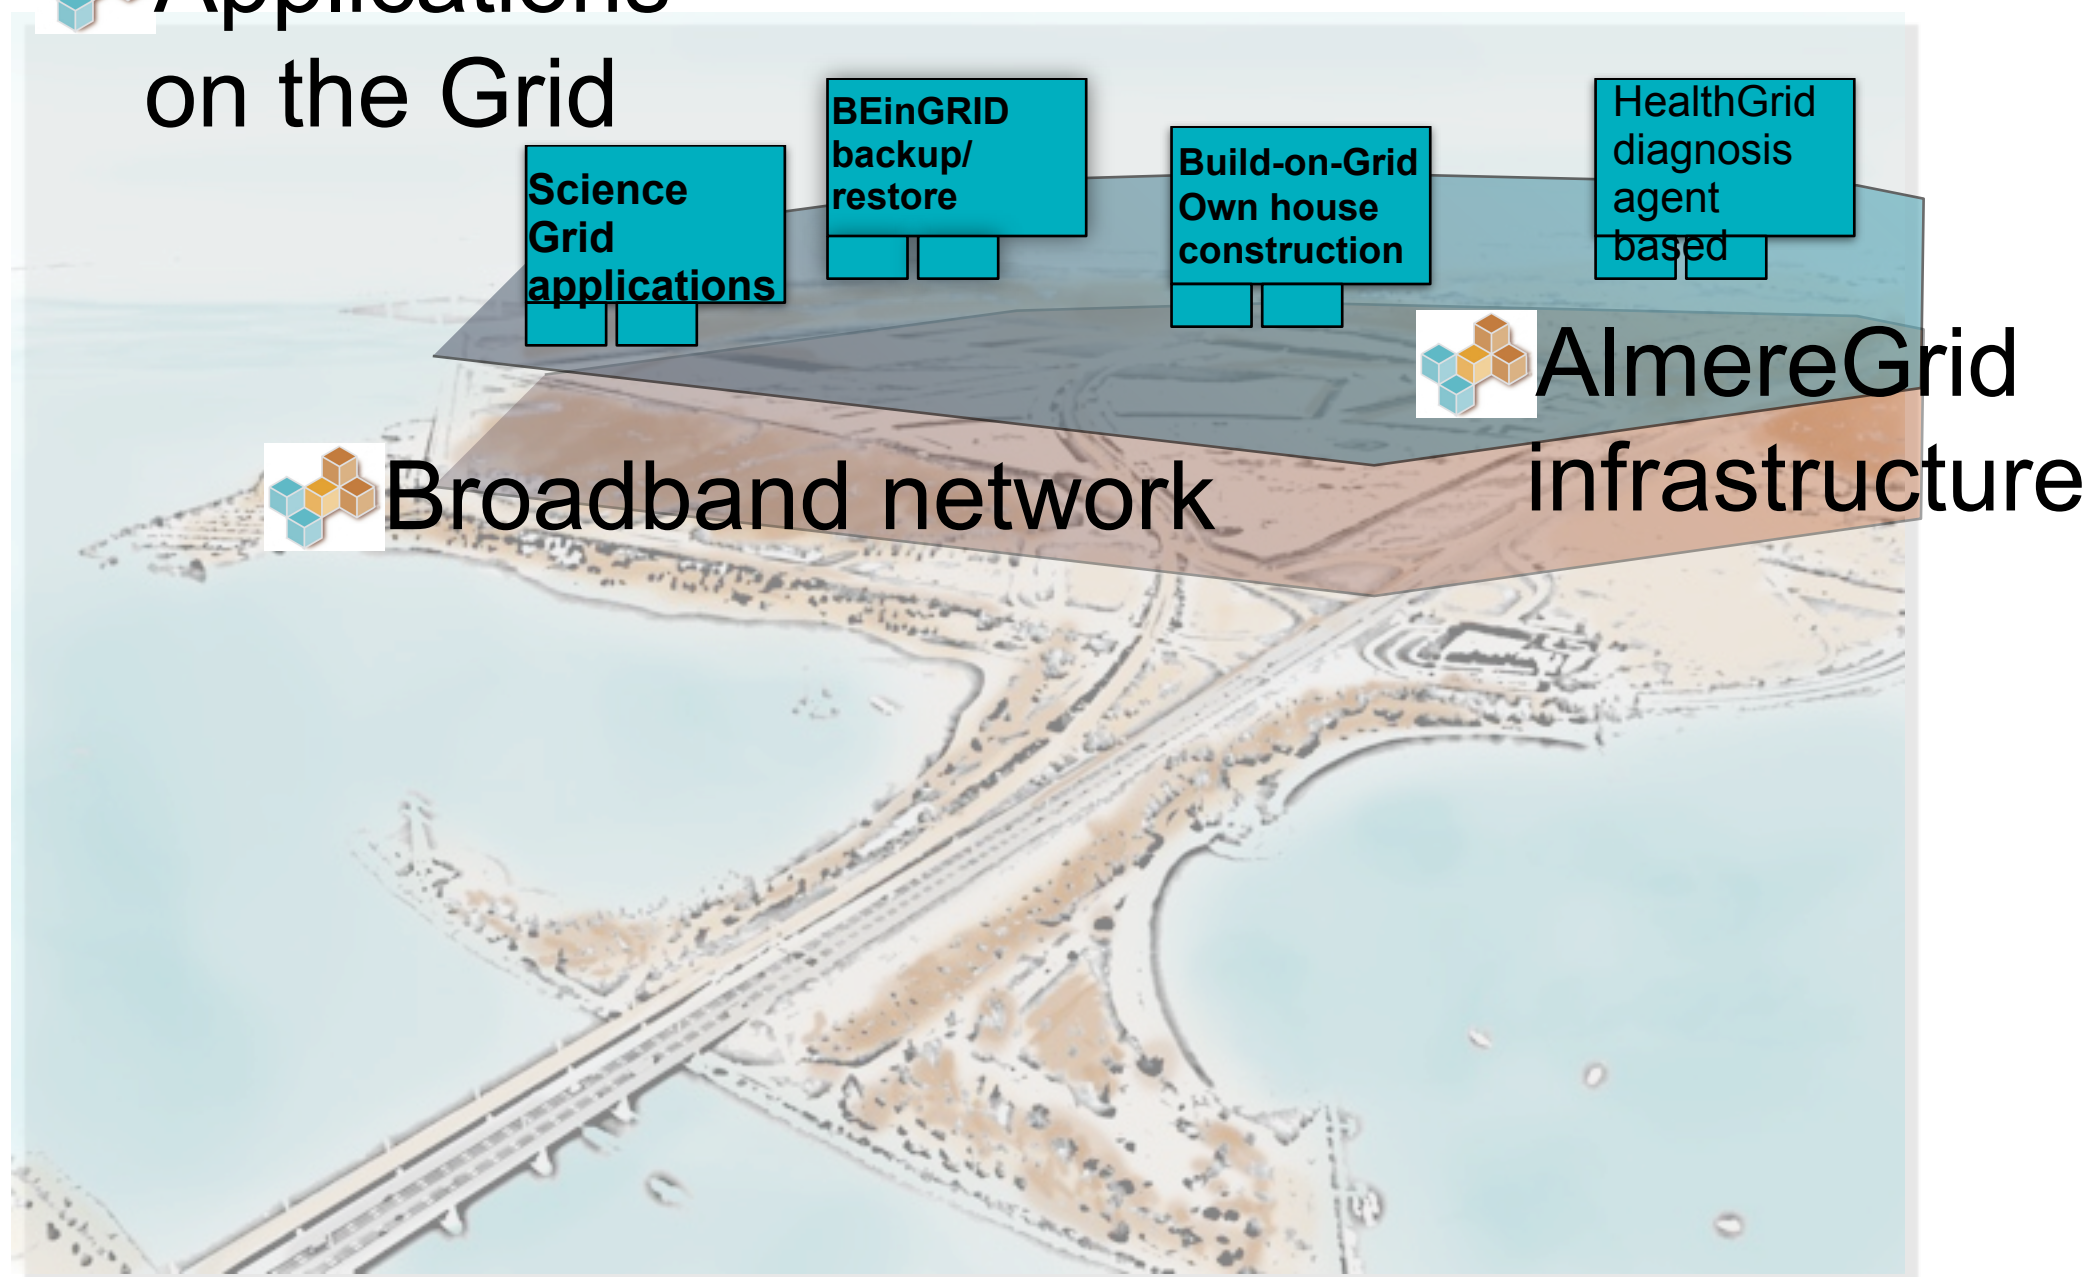 Applications
on the Grid
BEinGRID
backup/
restore
HealthGrid
diagnosis
agent
based
Build-on-Grid
Own house
construction
Science
Grid
applications
AlmereGrid
infrastructure
Broadband network